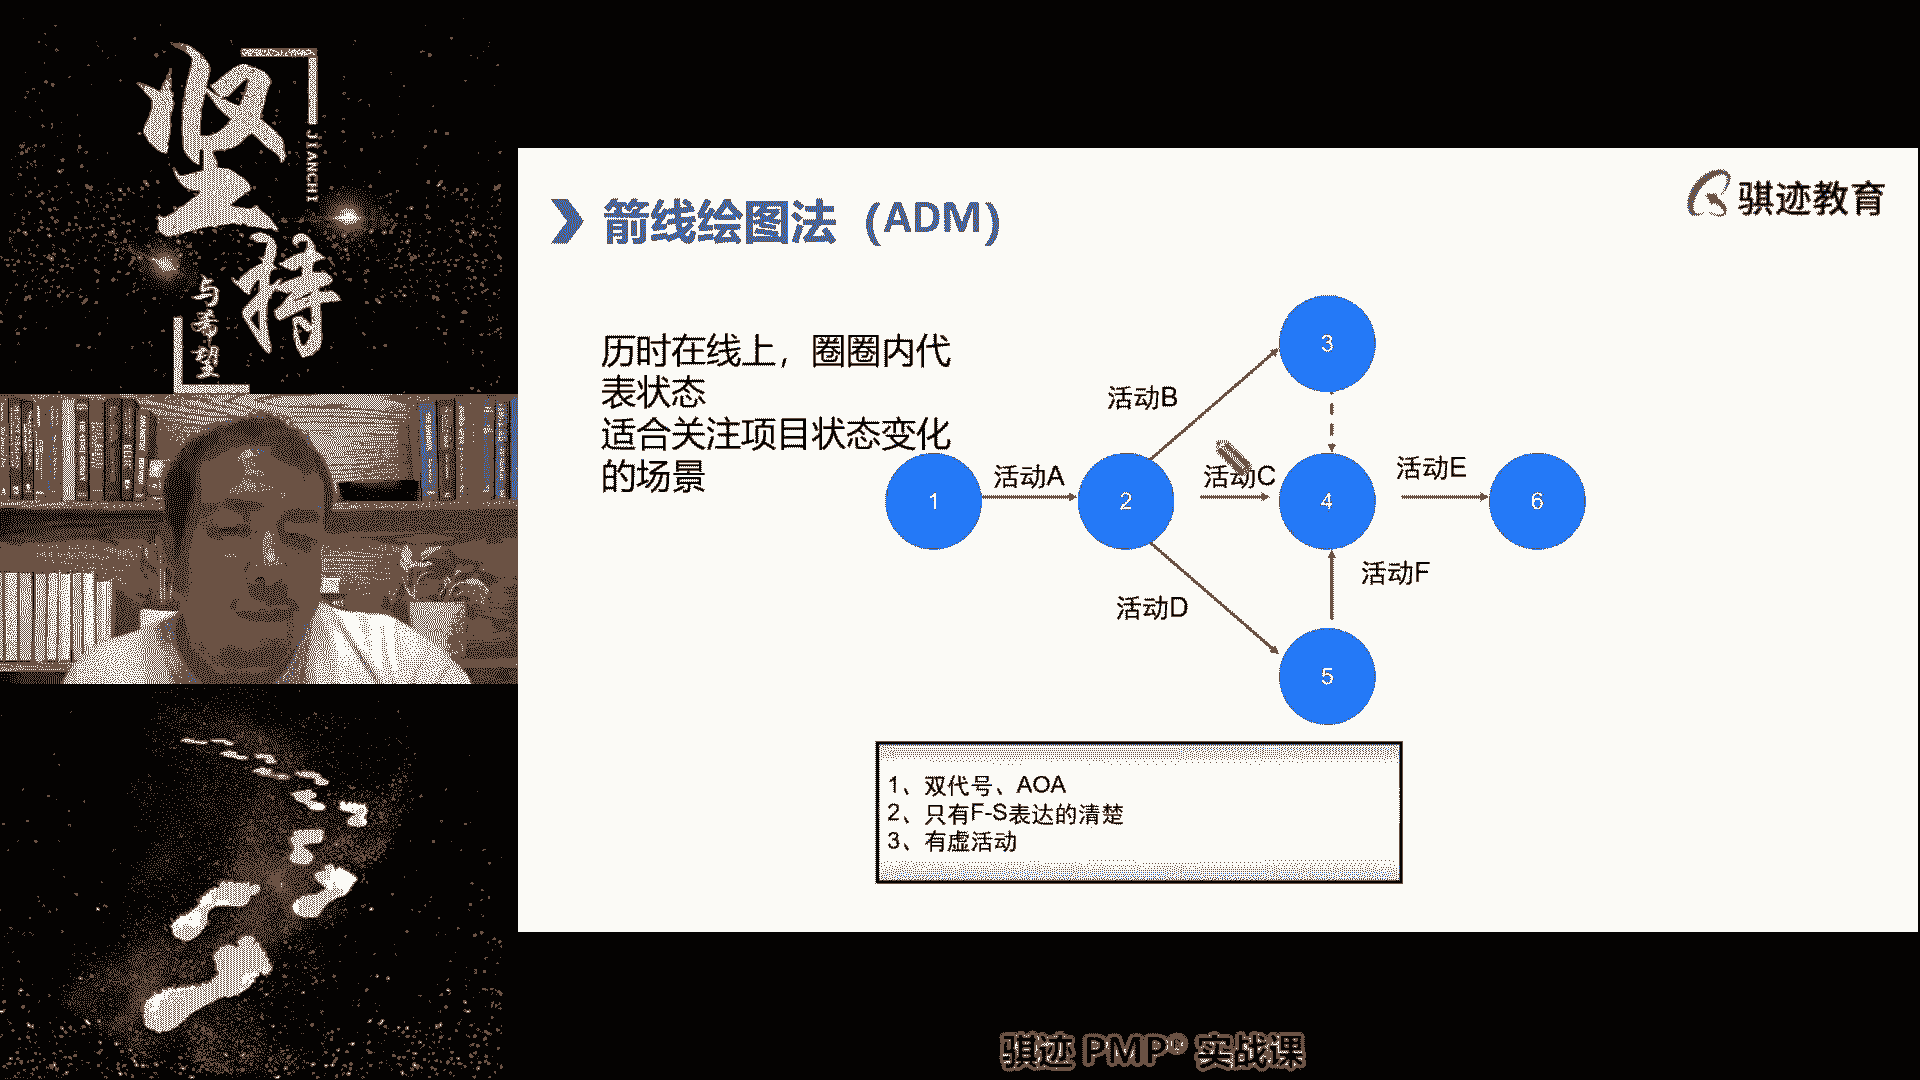 坚持
JIANCHI
与希望
骐迹教育
箭线绘图法（ADM）
历时在线上，圈圈内代
表状态
适合关注项目状态变化
的场景
3
活动B
活动A
活动C
活动E
1
2
4
6
活动F
活动D
5
1、双代号、AOA
2、只有F-S表达的清楚
3、有虚活动
骐迹 PMP® 实战课